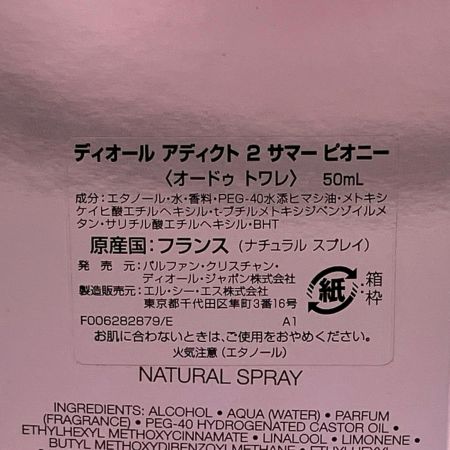 ディオール アディクト 2 サマー ピオニー
〈オードゥ トワレ〉 50mL
成分：エタノール・水・香料・PEG-40水添ヒマシ油・メトキシ
ケイヒ酸エチルヘキシル・t-ブチルメトキシジベンゾイルメ
タン・サリチル酸エチルヘキシル・BHT
原産国：フランス（ナチュラル スプレイ）
発売元：パルファン・クリスチャン・
ディオール・ジャポン株式会社
製造販売元：エル・シー・エス株式会社
東京都千代田区隼町3番16号
紙
箱
枠
F006282879/E A1
お肌に合わないときは、ご使用をおやめください。
火気注意（エタノール）
NATURAL SPRAY
INGREDIENTS: ALCOHOL • AQUA (WATER) • PARFUM
(FRAGRANCE) • PEG-40 HYDROGENATED CASTOR OIL •
ETHYLHEXYL METHOXYCINNAMATE • LINALOOL • LIMONENE •
BUTYL METHOXYDIBENZOYLMETHANE • ETHYLHEXYL